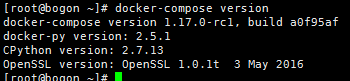 [root@bogon ~]# docker-compose version
docker-compose version 1.17.0-rc1, build a0f95af
docker-py version: 2.5.1
CPython version: 2.7.13
OpenSSL version: OpenSSL 1.0.1t  3 May 2016
[root@bogon ~]#